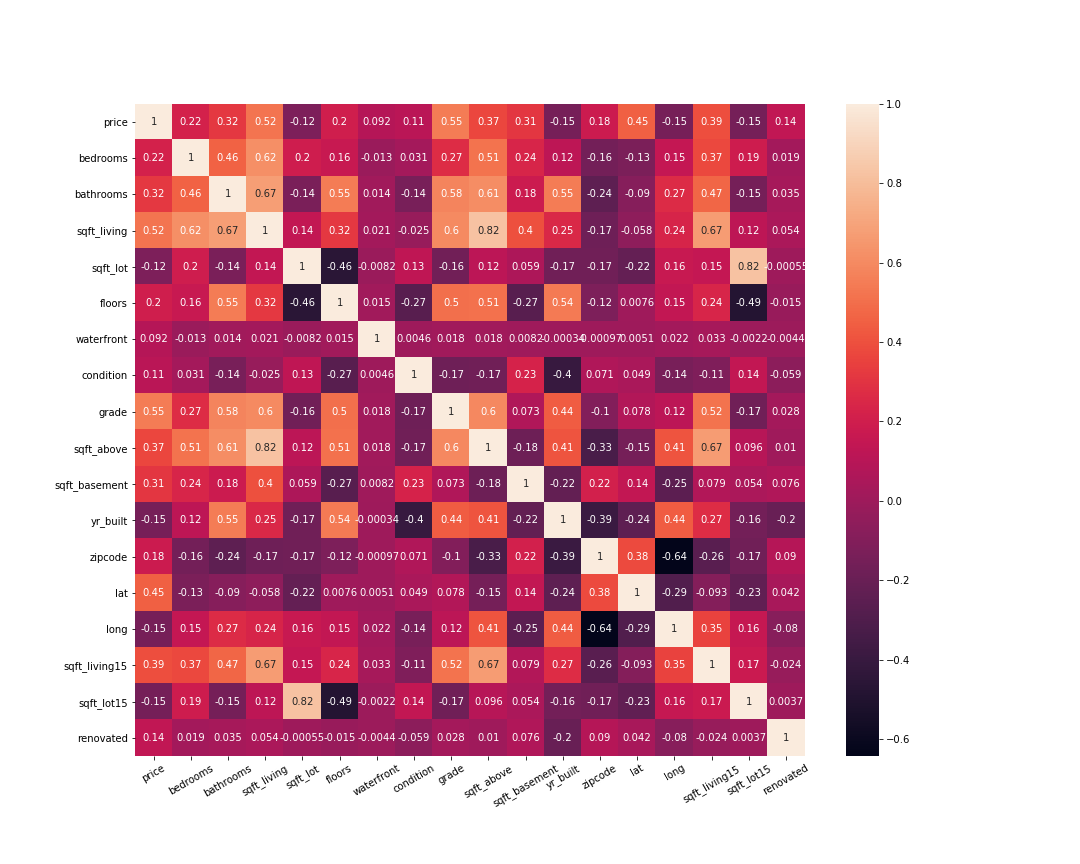 price 1 0.22 0.32 0.52 -0.12 0.2 0.092 0.11 0.55 0.37 0.31 -0.15 0.18 0.45 -0.15 0.39 -0.15 0.14
bedrooms 0.22 1 0.46 0.62 0.2 0.16 -0.013 0.031 0.27 0.51 0.24 0.12 -0.16 -0.13 0.15 0.37 0.19 0.019
bathrooms 0.32 0.46 1 0.67 -0.14 0.55 0.014 -0.14 0.58 0.61 0.18 0.55 -0.24 -0.09 0.27 0.47 -0.15 0.035
sqft_living 0.52 0.62 0.67 1 0.14 0.32 0.021 -0.025 0.6 0.82 0.4 0.25 -0.17 -0.058 0.24 0.67 0.12 0.054
sqft_lot -0.12 0.2 -0.14 0.14 1 -0.46 -0.0082 0.13 -0.16 0.12 0.059 -0.17 -0.17 -0.22 0.16 0.15 0.82 -0.00055
floors 0.2 0.16 0.55 0.32 -0.46 1 0.015 -0.27 0.5 0.51 -0.27 0.54 -0.12 0.0076 0.15 0.24 -0.49 -0.015
waterfront 0.092 -0.013 0.014 0.021 -0.0082 0.015 1 0.0046 0.018 0.018 0.0082 -0.00034 -0.00097 0.0051 0.022 0.033 -0.0022 -0.0044
condition 0.11 0.031 -0.14 -0.025 0.13 -0.27 0.0046 1 -0.17 -0.17 0.23 -0.4 0.071 0.049 -0.14 -0.11 0.14 -0.059
grade 0.55 0.27 0.58 0.6 -0.16 0.5 0.018 -0.17 1 0.6 0.073 0.44 -0.1 0.078 0.12 0.52 -0.17 0.028
sqft_above 0.37 0.51 0.61 0.82 0.12 0.51 0.018 -0.17 0.6 1 -0.18 0.41 -0.33 -0.15 0.41 0.67 0.096 0.01
sqft_basement 0.31 0.24 0.18 0.4 0.059 -0.27 0.0082 0.23 0.073 -0.18 1 -0.22 0.22 0.14 -0.25 0.079 0.054 0.076
yr_built -0.15 0.12 0.55 0.25 -0.17 0.54 -0.00034 -0.4 0.44 0.41 -0.22 1 -0.39 -0.24 0.44 0.27 -0.16 -0.2
zipcode 0.18 -0.16 -0.24 -0.17 -0.17 -0.12 -0.00097 0.071 -0.1 -0.33 0.22 -0.39 1 0.38 -0.64 -0.26 -0.17 0.09
lat 0.45 -0.13 -0.09 -0.058 -0.22 0.0076 0.0051 0.049 0.078 -0.15 0.14 -0.24 0.38 1 -0.29 -0.093 -0.23 0.042
long -0.15 0.15 0.27 0.24 0.16 0.15 0.022 -0.14 0.12 0.41 -0.25 0.44 -0.64 -0.29 1 0.35 0.16 -0.08
sqft_living15 0.39 0.37 0.47 0.67 0.15 0.24 0.033 -0.11 0.52 0.67 0.079 0.27 -0.26 -0.093 0.35 1 0.17 -0.024
sqft_lot15 -0.15 0.19 -0.15 0.12 0.82 -0.49 -0.0022 0.14 -0.17 0.096 0.054 -0.16 -0.17 -0.23 0.16 0.17 1 0.0037
renovated 0.14 0.019 0.035 0.054 -0.00055 -0.015 -0.0044 -0.059 0.028 0.01 0.076 -0.2 0.09 0.042 -0.08 -0.024 0.0037 1
price bedrooms bathrooms sqft_living sqft_lot floors waterfront condition grade sqft_above sqft_basement yr_built zipcode lat long sqft_living15 sqft_lot15 renovated
1.0
0.8
0.6
0.4
0.2
0.0
−0.2
−0.4
−0.6